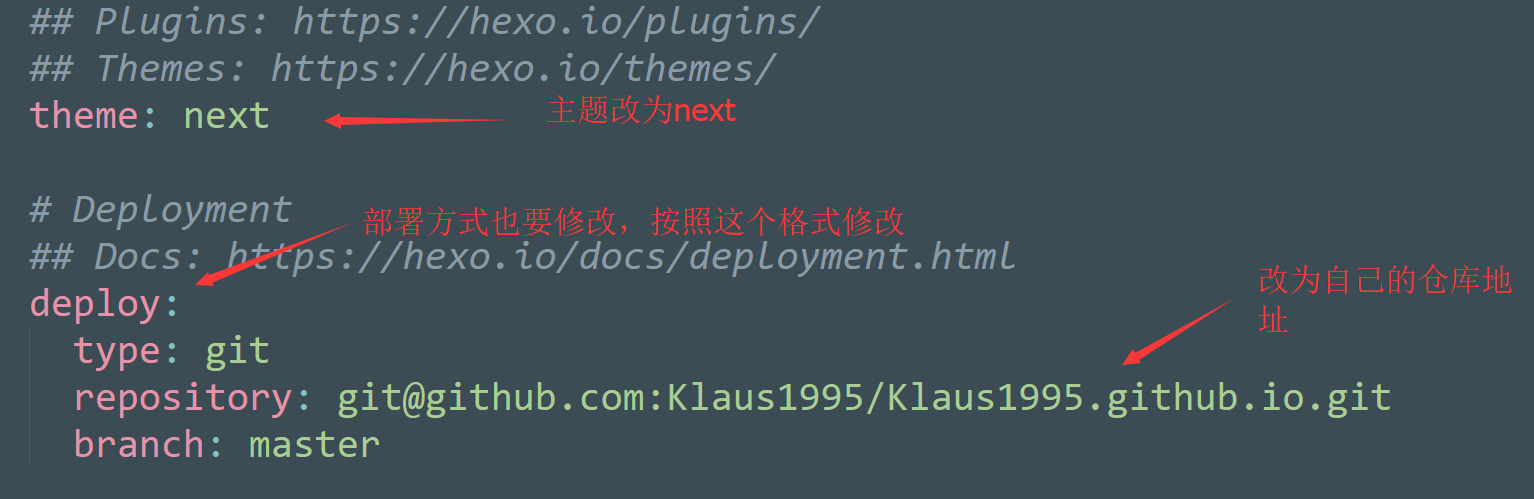 ## Plugins: https://hexo.io/plugins/
## Themes: https://hexo.io/themes/
theme: next
主题改为next
# Deployment
部署方式也要修改，按照这个格式修改
## Docs: https://hexo.io/docs/deployment.html
deploy:
改为自己的仓库地
址
type: git
repository: git@github.com:Klaus1995/Klaus1995.github.io.git
branch: master